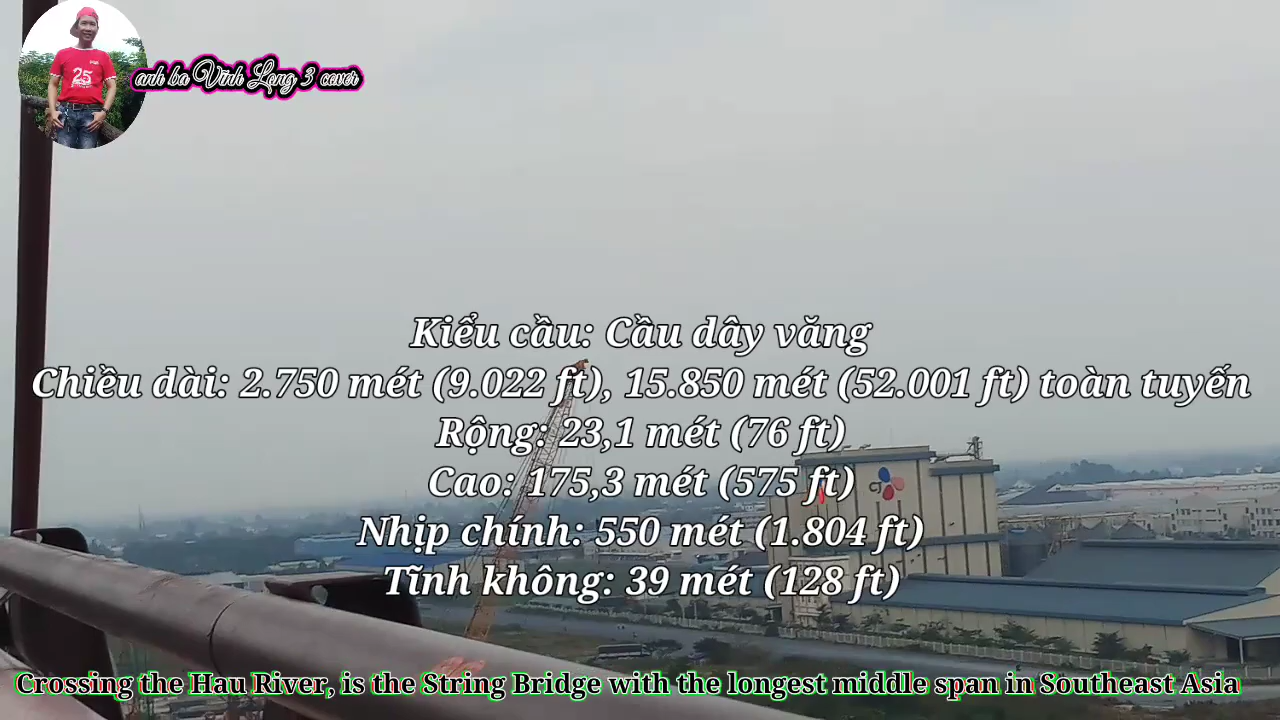 25
anh ba Vĩnh Long 3 cover
Kiểu cầu: Cầu dây văng
Chiều dài: 2.750 mét (9.022 ft), 15.850 mét (52.001 ft) toàn tuyến
Rộng: 23,1 mét (76 ft)
Cao: 175,3 mét (575 ft)
CJ
Nhịp chính: 550 mét (1.804 ft)
Tĩnh không: 39 mét (128 ft)
Crossing the Hau River, is the String Bridge with the longest middle span in Southeast Asia